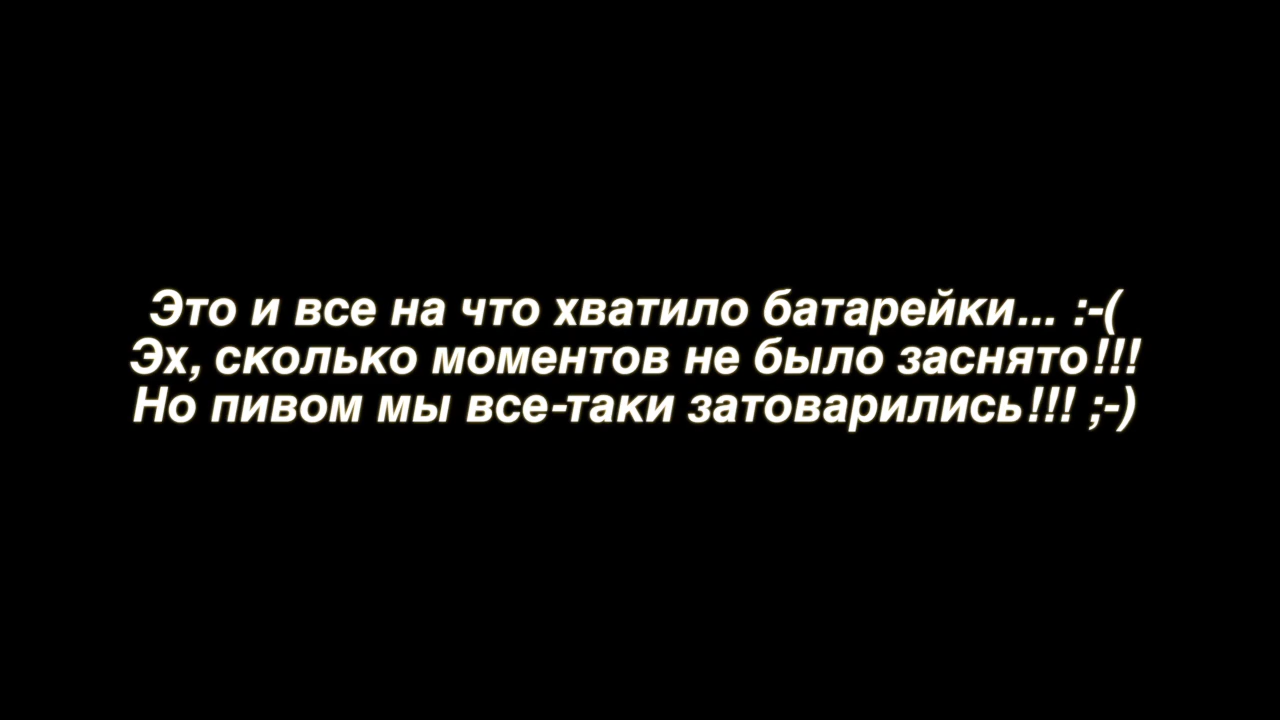 Это и все на что хватило батарейки... :-(
Эх, сколько моментов не было заснято!!!
Но пивом мы все-таки затоварились!!! ;-)